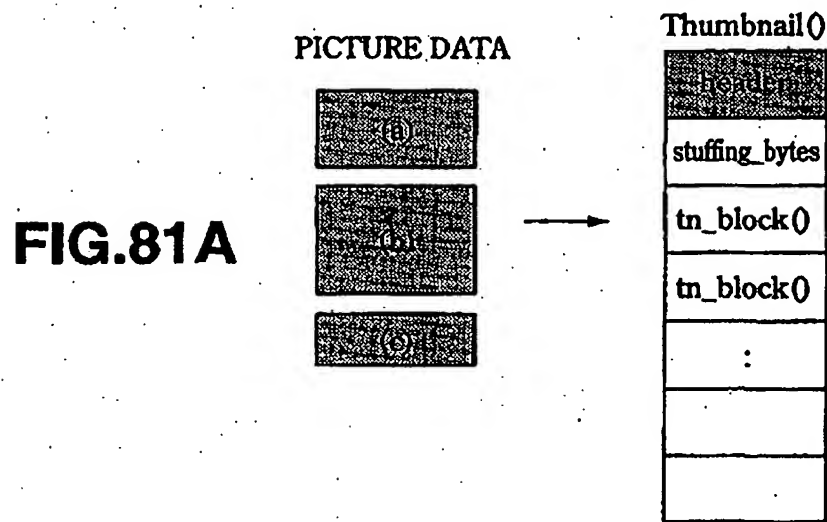 PICTURE DATA
Thumbnail()
(a)
header
stuffing_bytes
(b)
FIG.81A
tn_block()
tn_block()
(c)
: